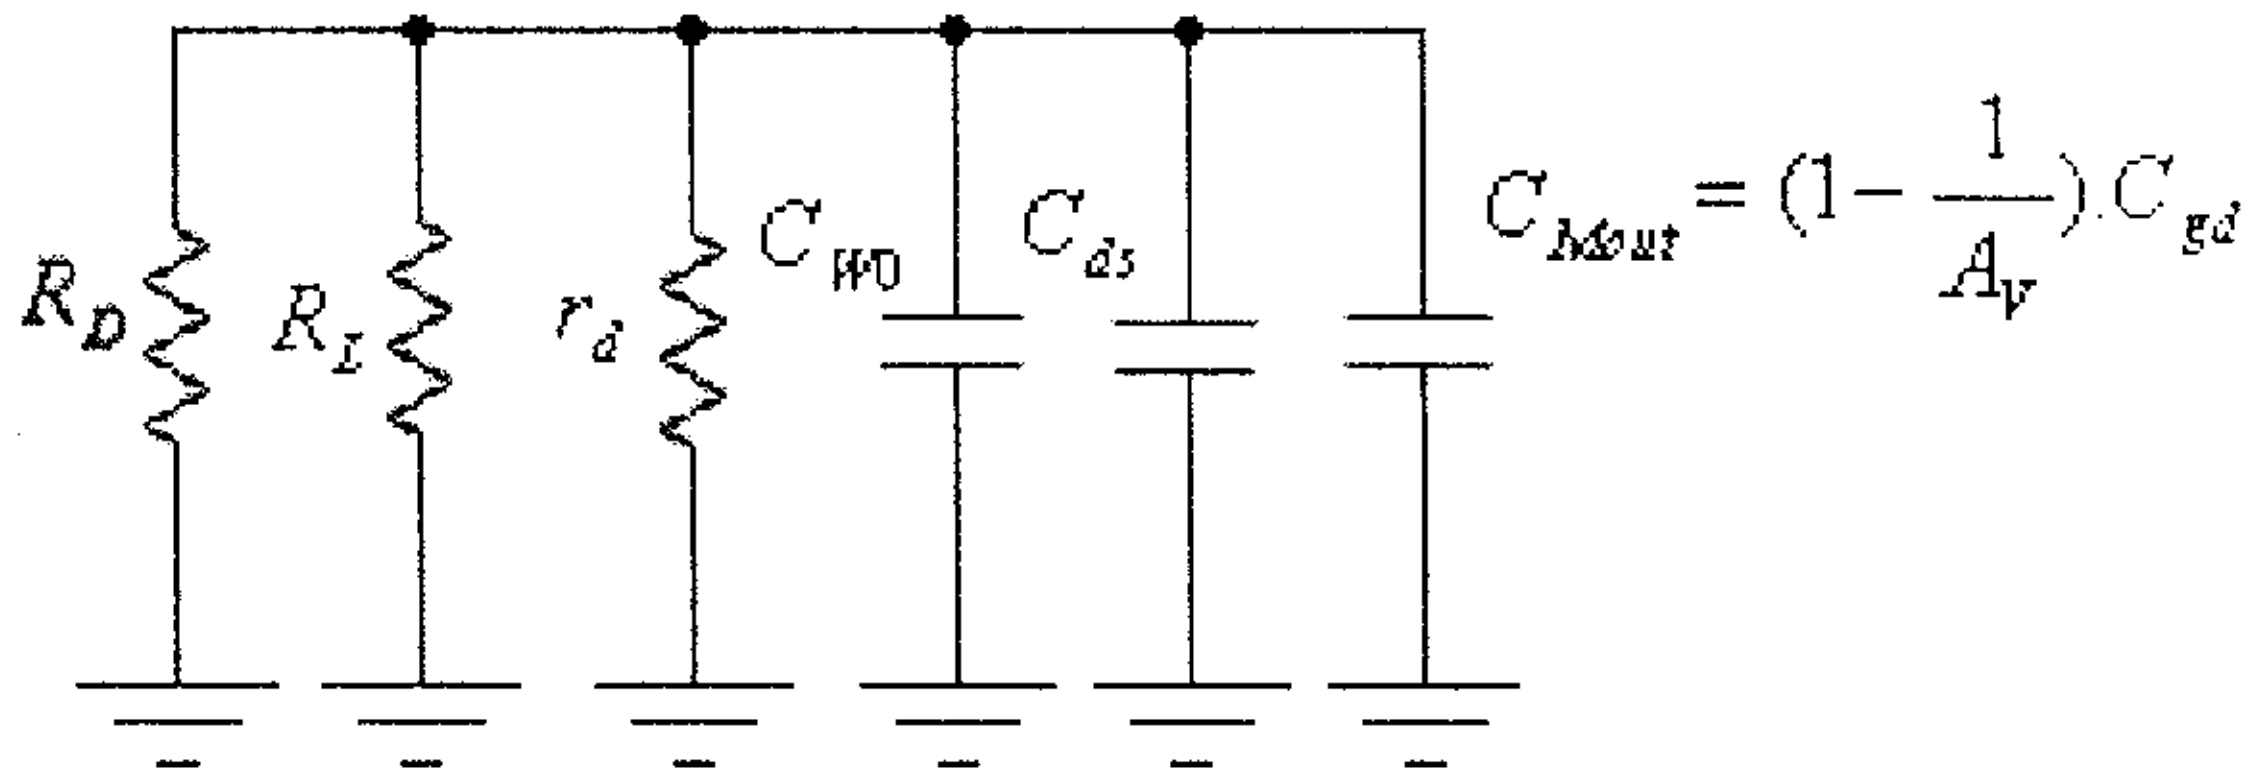 R_D
R_L
r_d
C_W0
C_ds
C_Mout = (1 - 1/A_V).C_gd